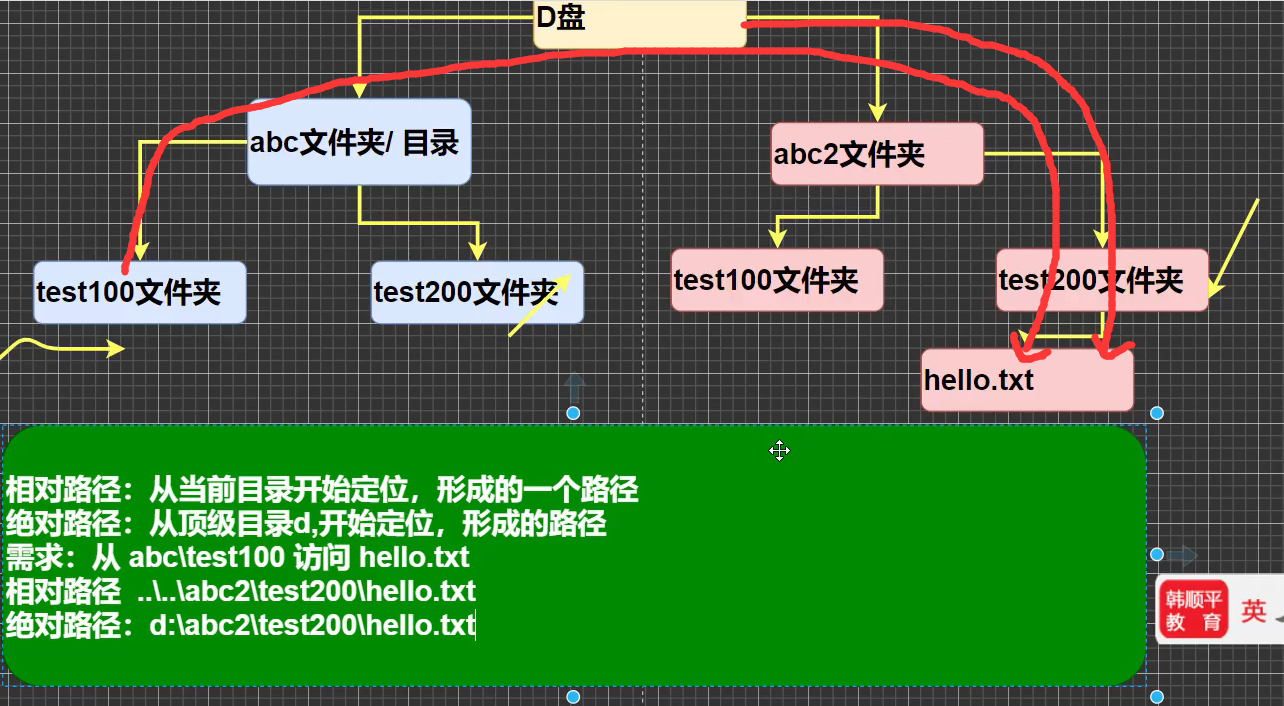 D盘
abc文件夹/ 目录
abc2文件夹
test100文件夹
test200文件夹
test100文件夹
test200文件夹
hello.txt
相对路径：从当前目录开始定位，形成的一个路径
绝对路径：从顶级目录d,开始定位，形成的路径
需求：从 abc\test100 访问 hello.txt
相对路径 ..\..\abc2\test200\hello.txt
绝对路径：d:\abc2\test200\hello.txt
韩顺平
教 育
英